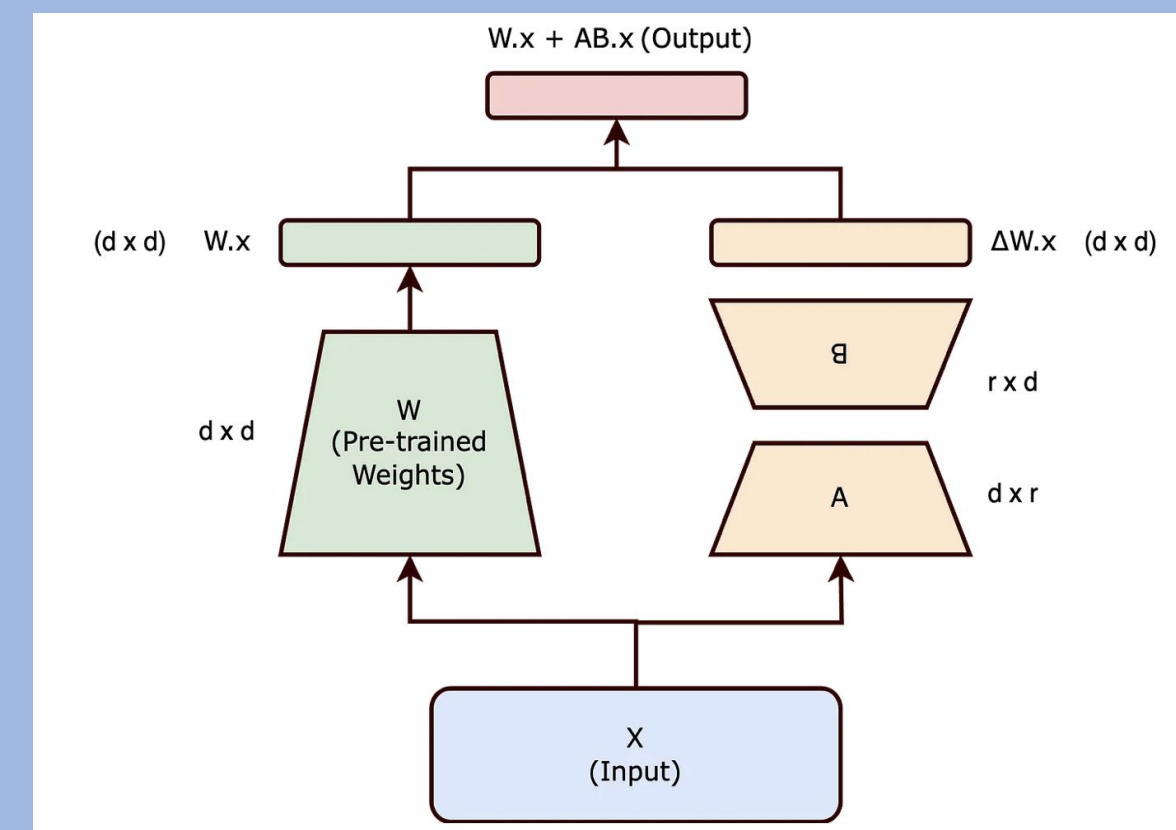 W.x + AB.x (Output)
(d x d) W.x
ΔW.x (d x d)
B
r x d
W
(Pre-trained
Weights)
d x d
A
d x r
X
(Input)